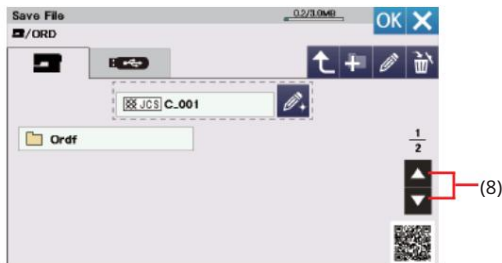 Save File
0.2/3.0MB
OK
/ORD
JCS C_001
Ordf
1
2
(8)